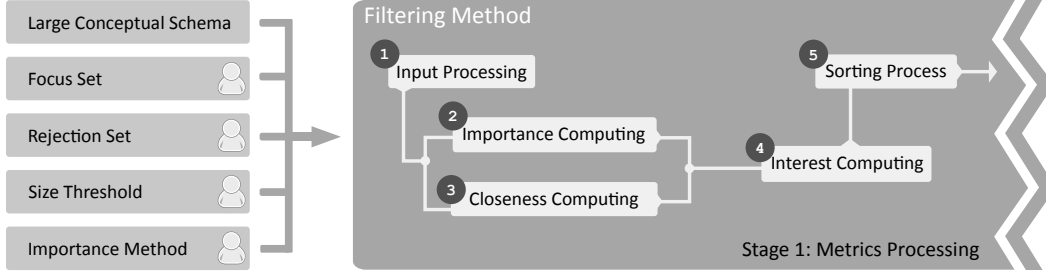 Large Conceptual Schema
Focus Set
Rejection Set
Size Threshold
Importance Method
Filtering Method
1
Input Processing
2
Importance Computing
3
Closeness Computing
4
Interest Computing
5
Sorting Process
Stage 1: Metrics Processing